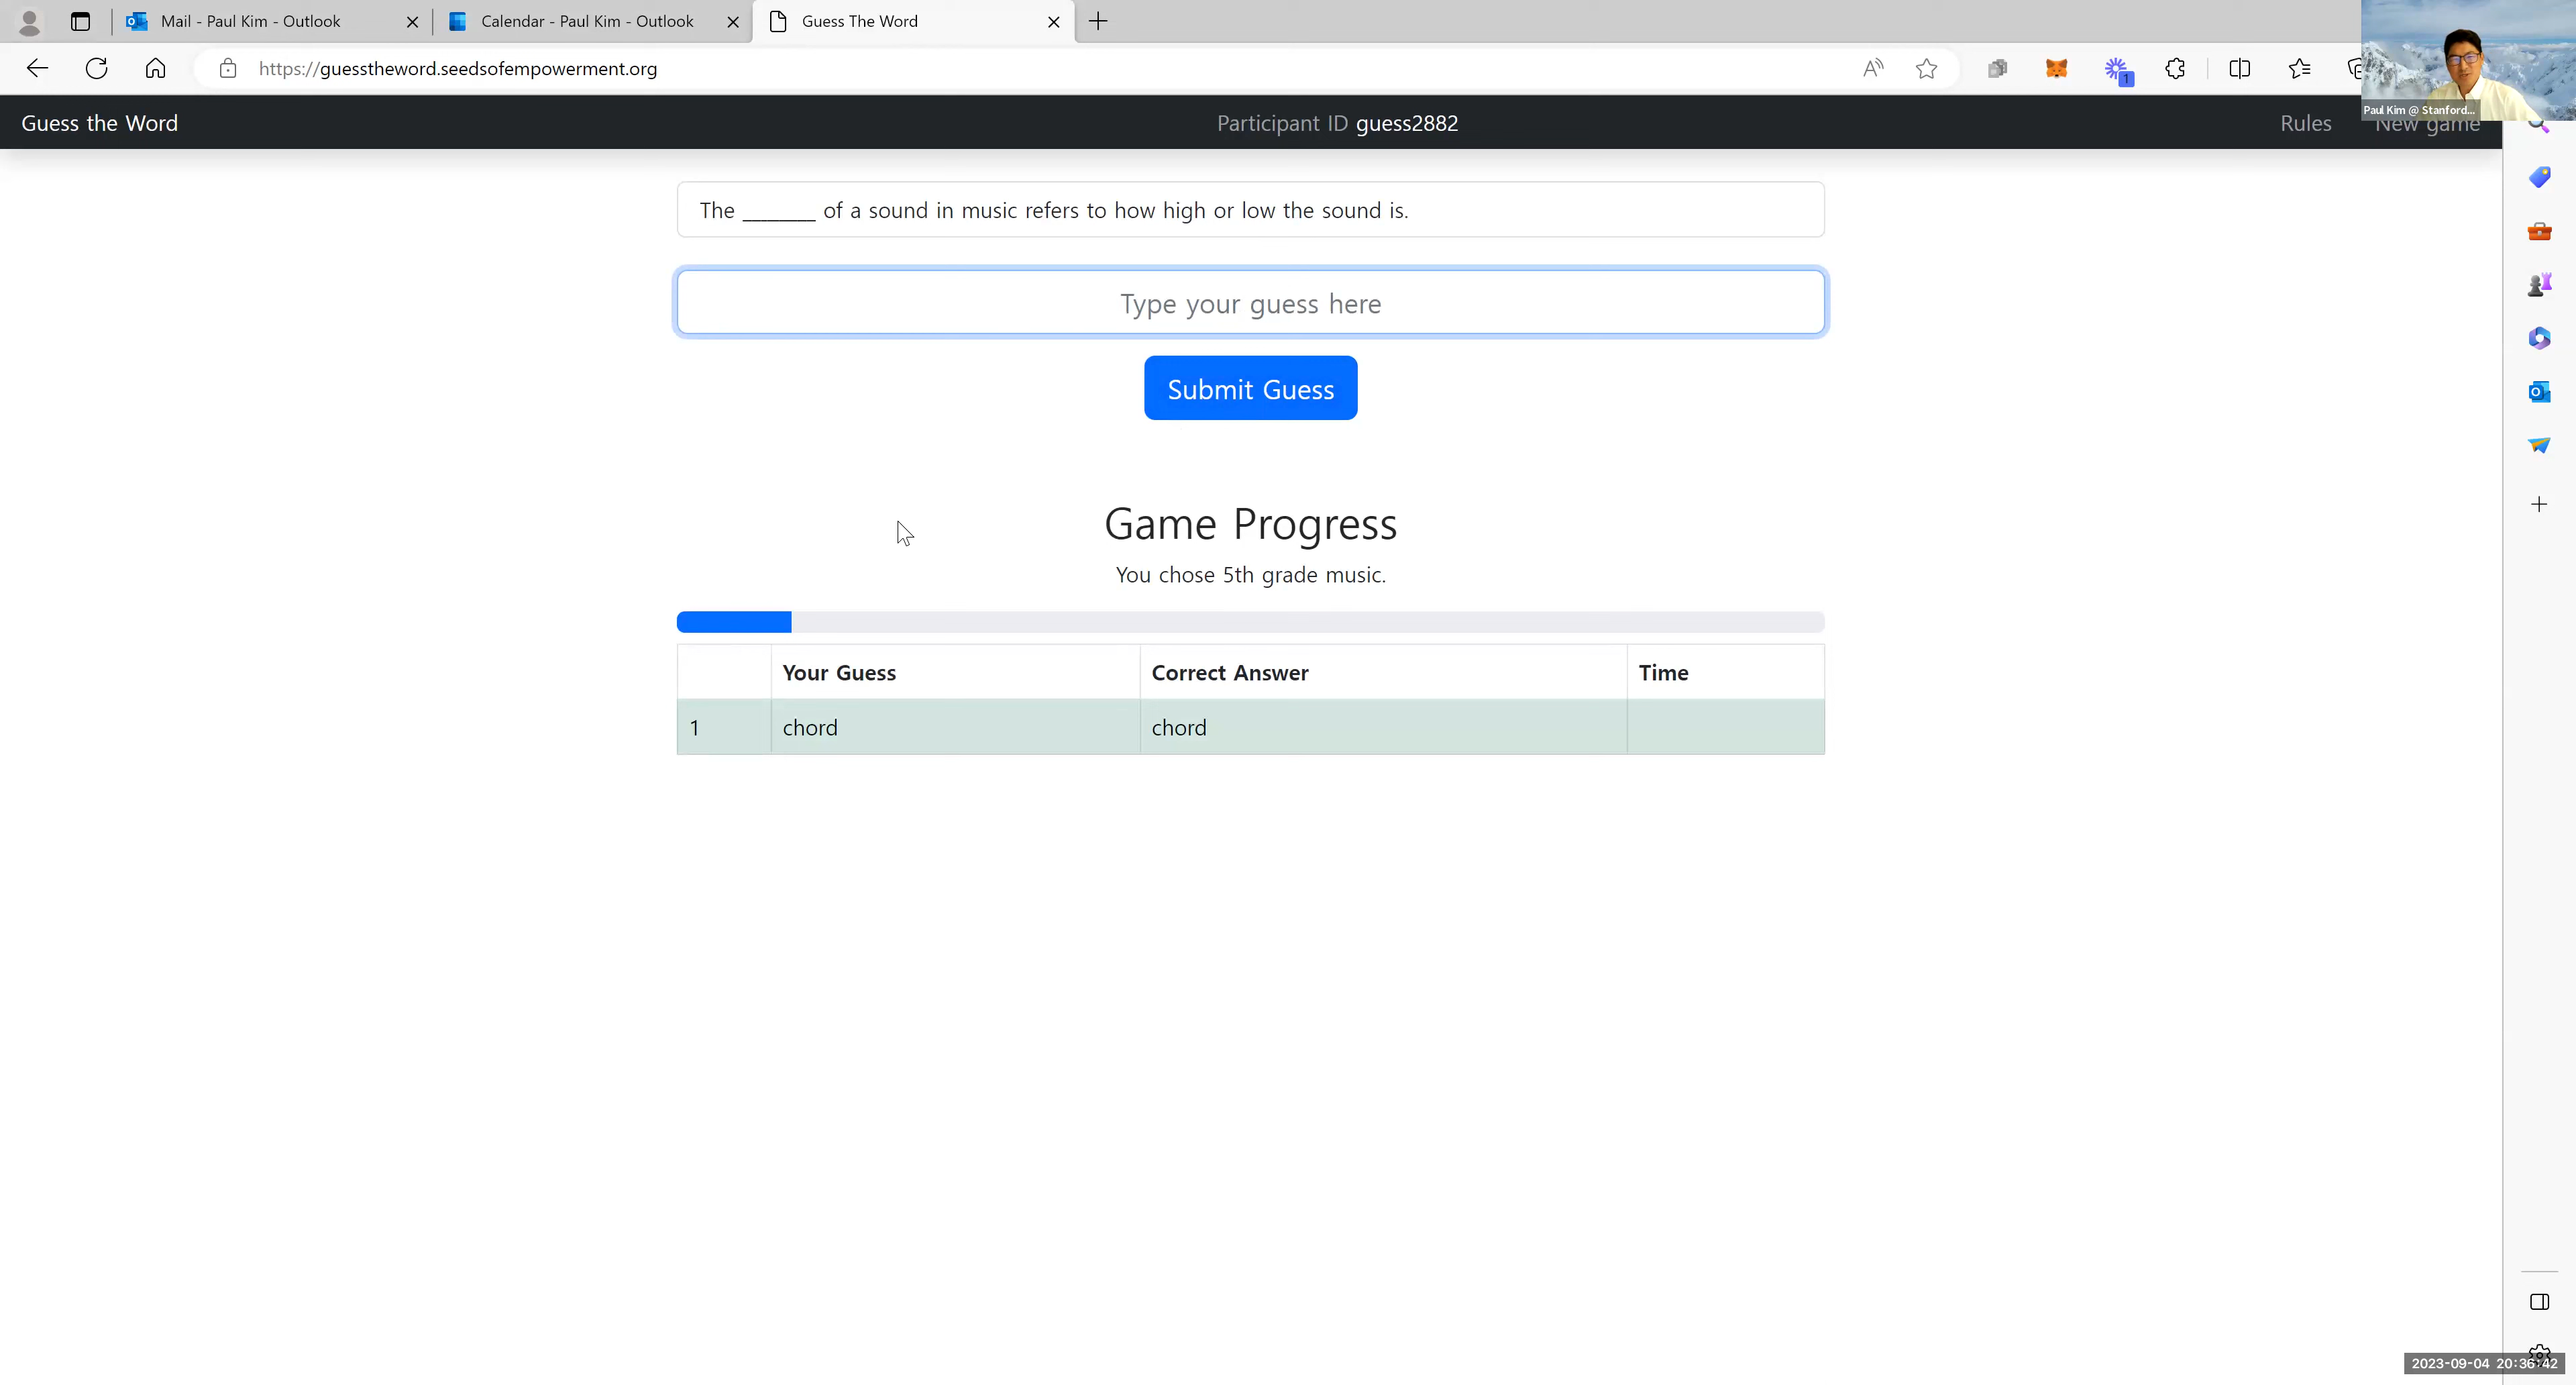 Mail - Paul Kim - Outlook
Calendar - Paul Kim - Outlook
Guess The Word
https://guesstheword.seedsofempowerment.org
1
Paul Kim @ Stanford...
Guess the Word
Participant ID guess2882
Rules
New game
The ________ of a sound in music refers to how high or low the sound is.
Type your guess here
Submit Guess
Game Progress
You chose 5th grade music.
Your Guess
Correct Answer
Time
1
chord
chord
2023-09-04 20:36:42